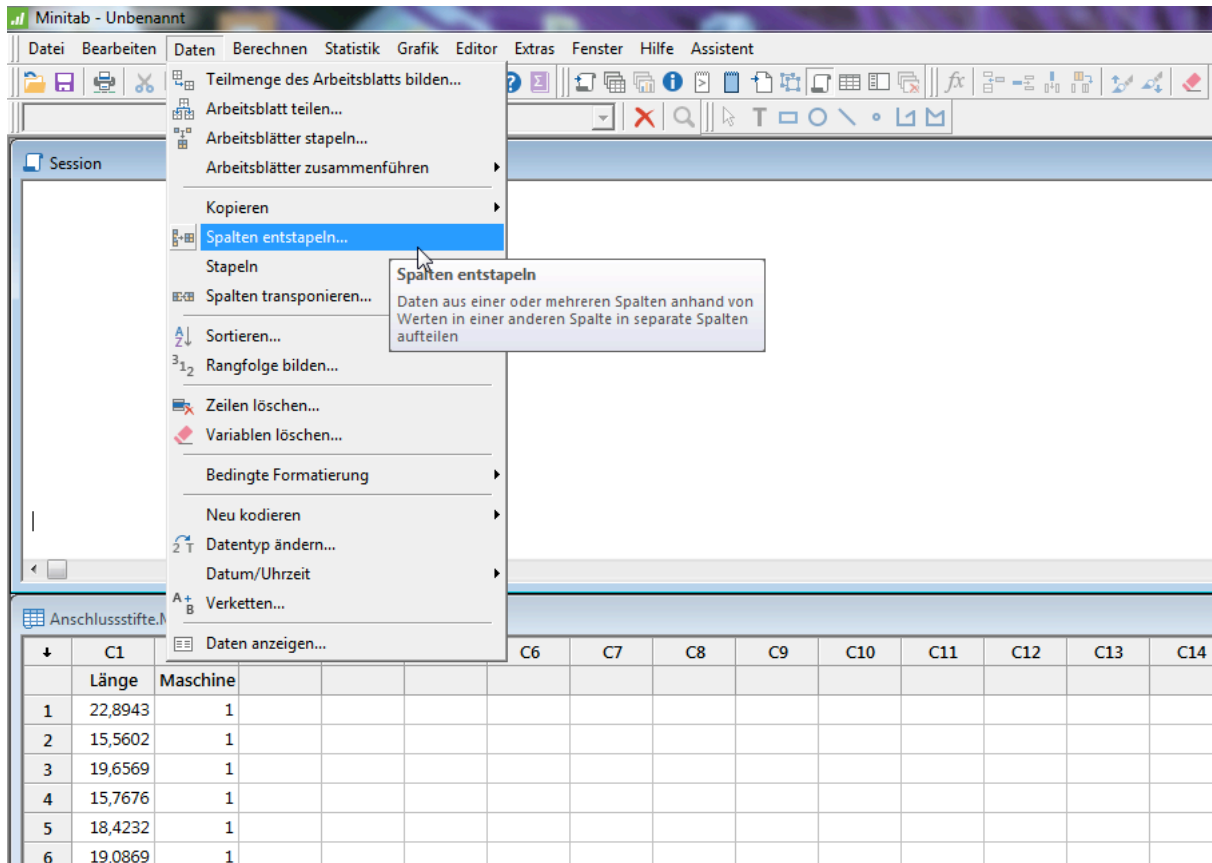 Minitab - Unbenannt
Datei Bearbeiten Daten Berechnen Statistik Grafik Editor Extras Fenster Hilfe Assistent
Teilmenge des Arbeitsblatts bilden...
Arbeitsblatt teilen...
Arbeitsblätter stapeln...
Arbeitsblätter zusammenführen
Session
Kopieren
Spalten entstapeln...
Stapeln
Spalten transponieren...
Spalten entstapeln
Daten aus einer oder mehreren Spalten anhand von
Werten in einer anderen Spalte in separate Spalten
aufteilen
Sortieren...
Rangfolge bilden...
Zeilen löschen...
Variablen löschen...
Bedingte Formatierung
Neu kodieren
Datentyp ändern...
Datum/Uhrzeit
Verketten...
Daten anzeigen...
Anschlussstifte.
C1 C6 C7 C8 C9 C10 C11 C12 C13 C14
Länge Maschine
1 22,8943 1
2 15,5602 1
3 19,6569 1
4 15,7676 1
5 18,4232 1
6 19,0869 1